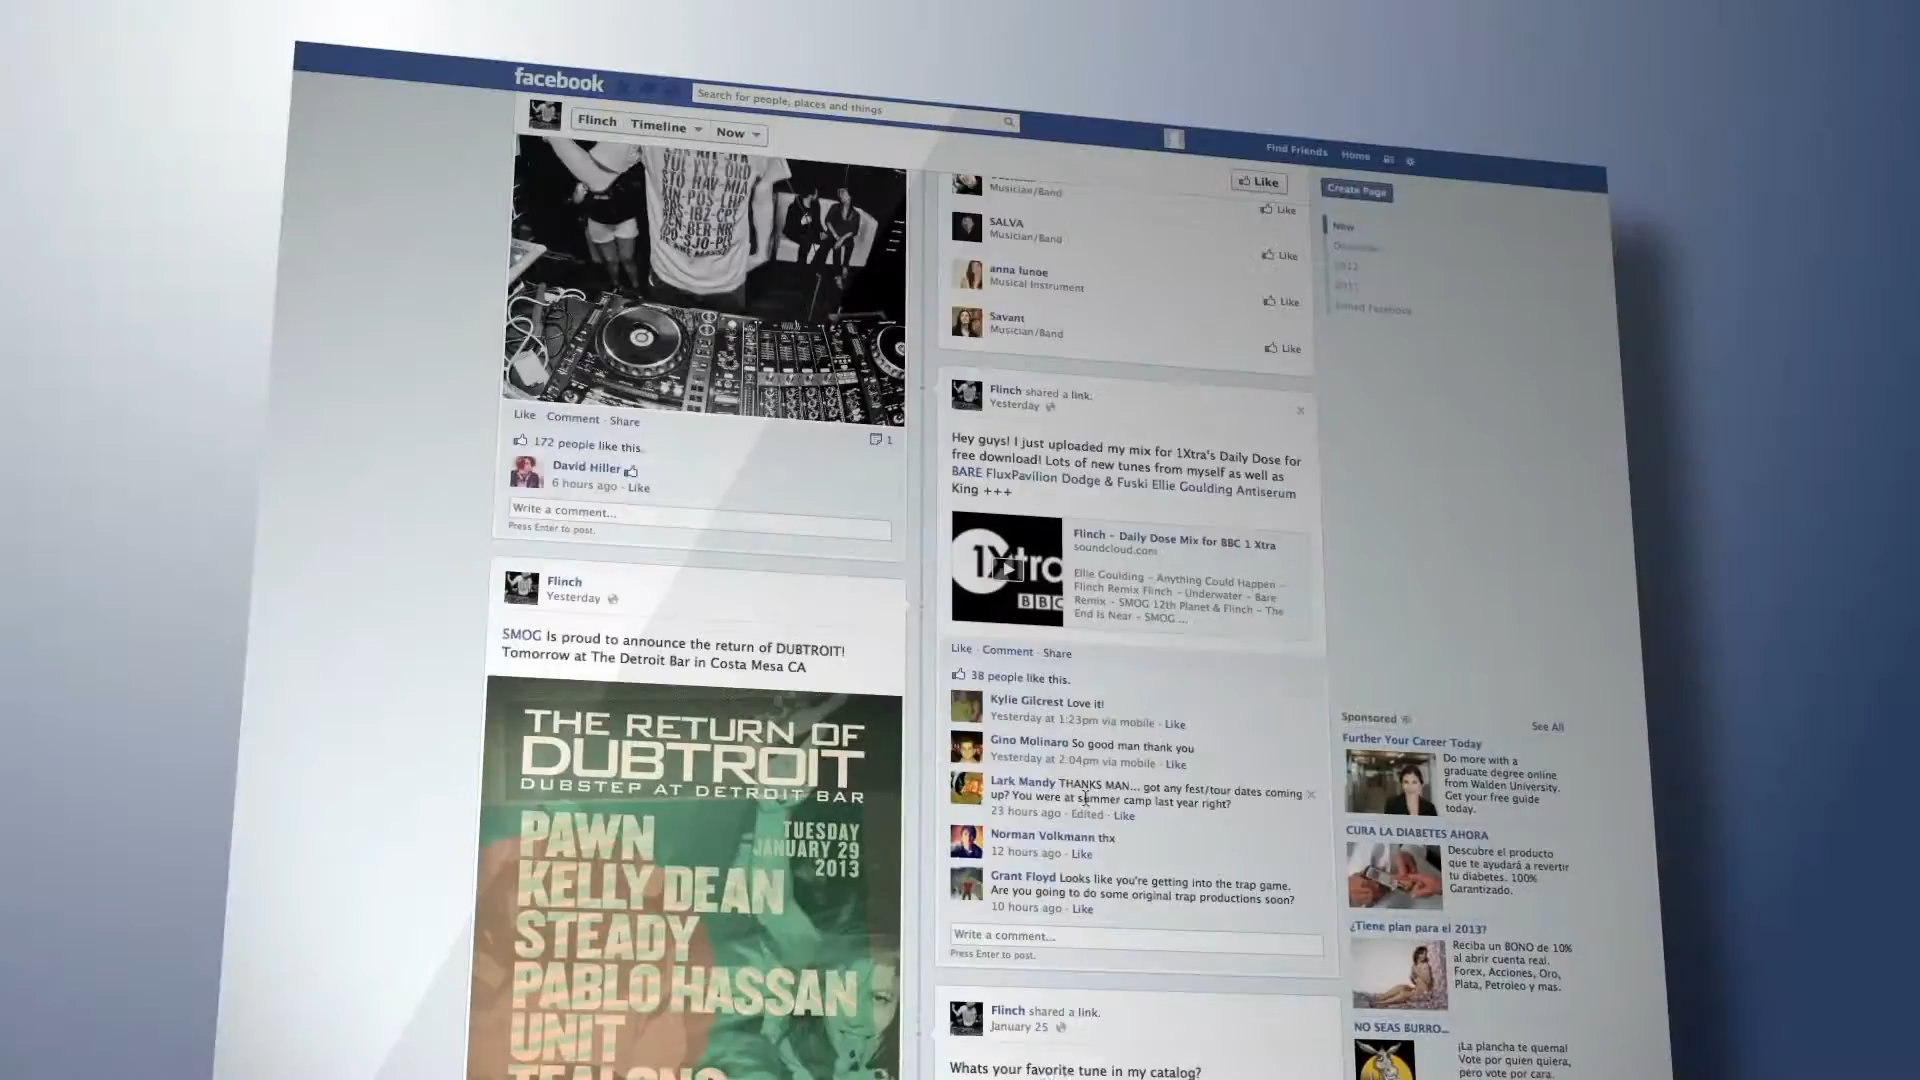 facebook
Search for people, places and things
Find Friends
Home
Flinch
Timeline
Now
Like
Create Page
STO-HAV-MIA
KIN-POS-LHR
Like Comment · Share
172 people like this.
1
David Hiller
6 hours ago · Like
Write a comment...
Press Enter to post.
Flinch
Yesterday
SMOG Is proud to announce the return of DUBTROIT!
Tomorrow at The Detroit Bar in Costa Mesa CA
THE RETURN OF
DUBTROIT
DUBSTEP AT DETROIT BAR
TUESDAY
JANUARY 29
2013
PAWN
KELLY DEAN
STEADY
PABLO HASSAN
UNIT
Musician/Band
Like
SALVA
Musician/Band
Like
anna lunoe
Musical Instrument
Like
Savant
Musician/Band
Like
Flinch shared a link.
Yesterday
Hey guys! I just uploaded my mix for 1Xtra's Daily Dose for
free download! Lots of new tunes from myself as well as
BARE FluxPavilion Dodge & Fuski Ellie Goulding Antiserum
King +++
1Xtra
BBC
Flinch - Daily Dose Mix for BBC 1 Xtra
soundcloud.com
Ellie Goulding - Anything Could Happen -
Flinch Remix Flinch - Underwater - Bare
Remix - SMOG 12th Planet & Flinch - The
End Is Near - SMOG ...
Like · Comment · Share
38 people like this.
Kylie Gilcrest Love it!
Yesterday at 1:23pm via mobile · Like
Gino Molinaro So good man thank you
Yesterday at 2:04pm via mobile · Like
Lark Mandy THANKS MAN... got any fest/tour dates coming
up? You were at summer camp last year right?
23 hours ago · Edited · Like
Norman Volkmann thx
12 hours ago · Like
Grant Floyd Looks like you're getting into the trap game.
Are you going to do some original trap productions soon?
10 hours ago · Like
Write a comment...
Press Enter to post.
Flinch shared a link.
January 25
Whats your favorite tune in my catalog?
Now
December
2012
2011
Joined Facebook
Sponsored
See All
Further Your Career Today
Do more with a
graduate degree online
from Walden University.
Get your free guide
today.
CURA LA DIABETES AHORA
Descubre el producto
que te ayudará a revertir
tu diabetes. 100%
Garantizado.
¿Tiene plan para el 2013?
Reciba un BONO de 10%
al abrir cuenta real.
Forex, Acciones, Oro,
Plata, Petroleo y mas.
NO SEAS BURRO...
¡La plancha te quema!
Vote por quien quiera,
pero vote por cara.